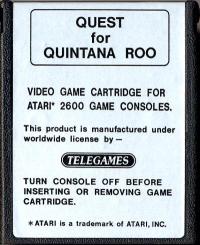 QUEST
for
QUINTANA ROO
VIDEO GAME CARTRIDGE FOR
ATARI* 2600 GAME CONSOLES.
This product is manufactured under
worldwide license by —
TELEGAMES
TURN CONSOLE OFF BEFORE
INSERTING OR REMOVING GAME
CARTRIDGE.
*ATARI is a trademark of ATARI, INC.